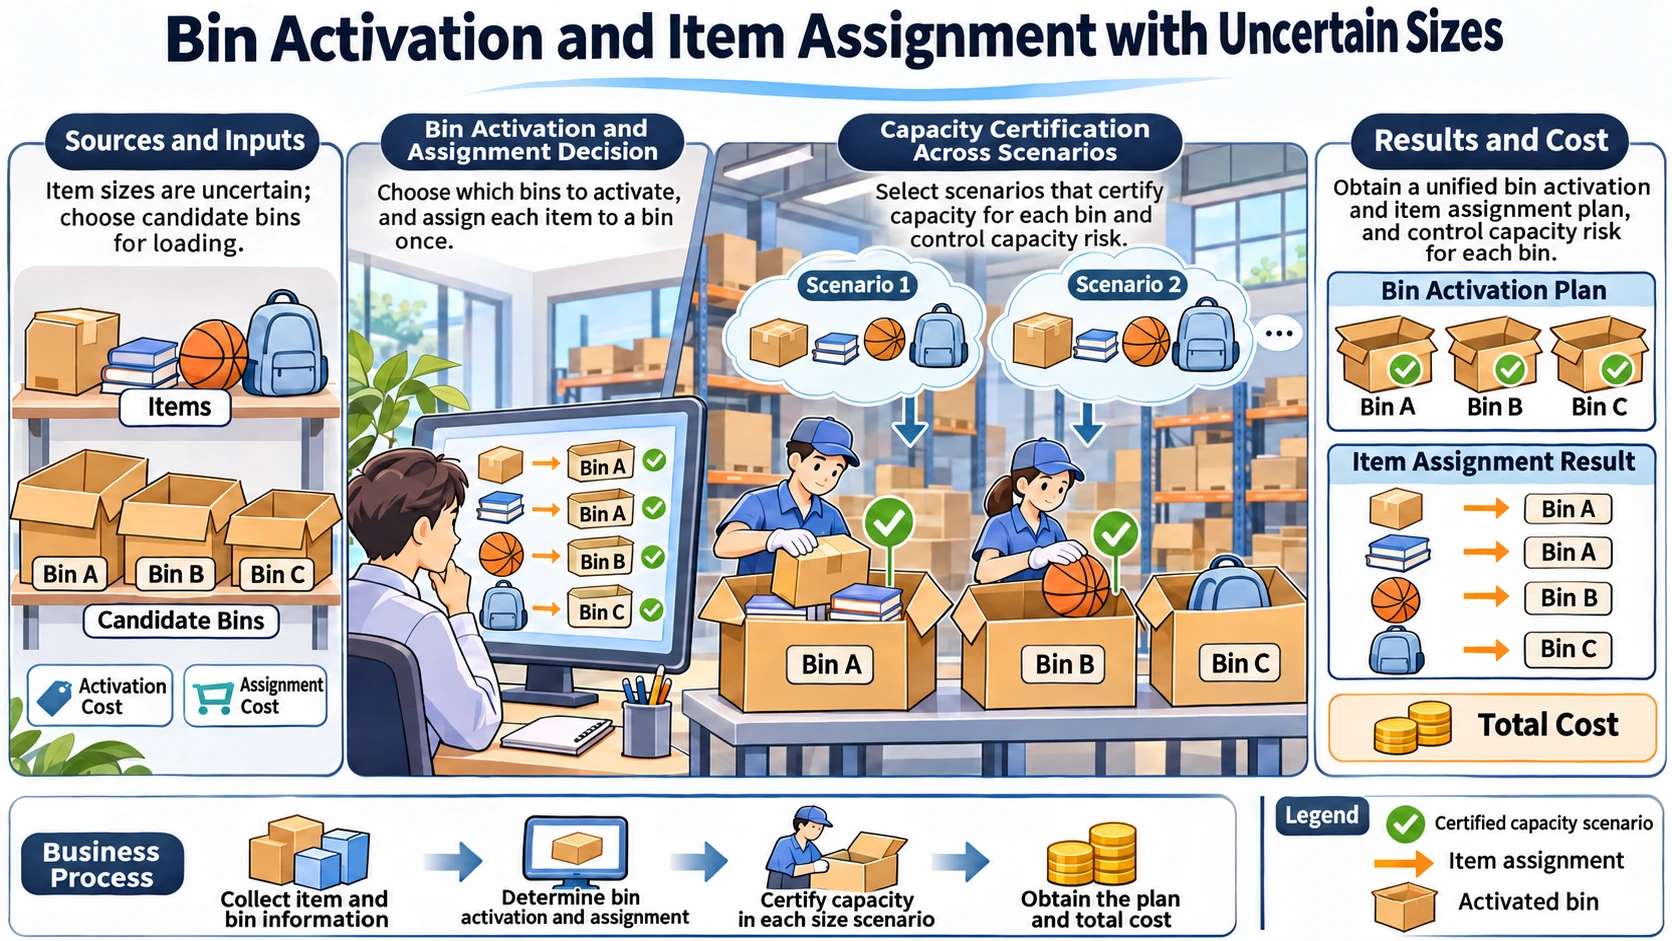 Bin Activation and Item Assignment with Uncertain Sizes
Sources and Inputs
Item sizes are uncertain;
choose candidate bins
for loading.
Items
Bin A
Bin B
Bin C
Candidate Bins
Activation
Cost
Assignment
Cost
Bin Activation and
Assignment Decision
Choose which bins to activate,
and assign each item to a bin
once.
Bin A
Bin A
Bin B
Bin C
Capacity Certification
Across Scenarios
Select scenarios that certify
capacity for each bin and
control capacity risk.
Scenario 1
Scenario 2
...
Bin A
Bin B
Bin C
Results and Cost
Obtain a unified bin activation
and item assignment plan,
and control capacity risk
for each bin.
Bin Activation Plan
Bin A
Bin B
Bin C
Item Assignment Result
Bin A
Bin A
Bin B
Bin C
Total Cost
Business
Process
Collect item and
bin information
Determine bin
activation and assignment
Certify capacity
in each size scenario
Obtain the plan
and total cost
Legend
Certified capacity scenario
Item assignment
Activated bin